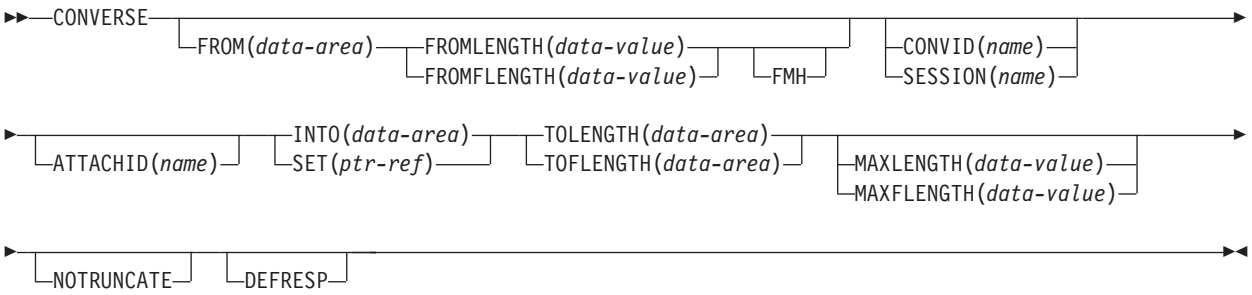 CONVERSE
FROM(data-area) FROMLENGTH(data-value) CONVID(name)
FROMFLENGTH(data-value) FMH SESSION(name)
INTO(data-area) TOLENGTH(data-area)
ATTACHID(name) SET(ptr-ref) TOFLENGTH(data-area) MAXLENGTH(data-value)
MAXFLENGTH(data-value)
NOTRUNCATE DEFRESP